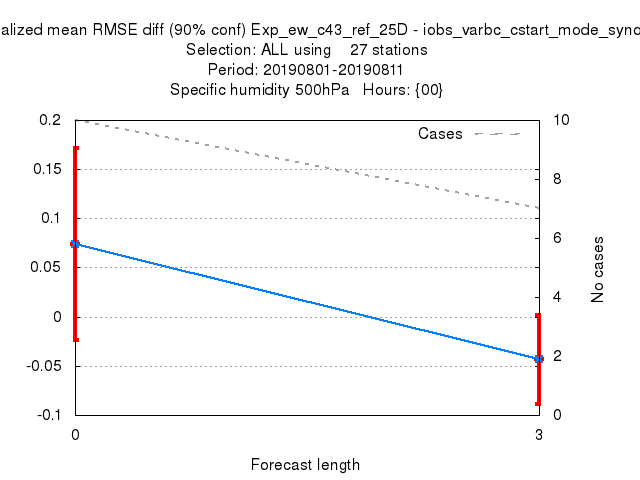 alized mean RMSE diff (90% conf) Exp_ew_c43_ref_25D - iobs_varbc_cstart_mode_syno
Selection: ALL using 27 stations
Period: 20190801-20190811
Specific humidity 500hPa Hours: {00}
0.2
0.15
0.1
0.05
0
-0.05
-0.1
Cases
10
8
6
4
2
0
No cases
0 3
Forecast length